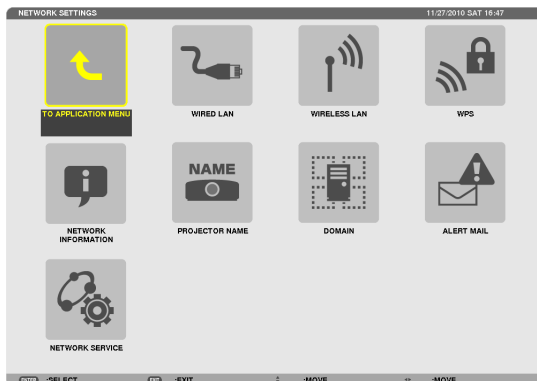 NETWORK SETTINGS 11/27/2010 SAT 16:47
TO APPLICATION MENU WIRED LAN WIRELESS LAN WPS
NAME
NETWORK
INFORMATION PROJECTOR NAME DOMAIN ALERT MAIL
NETWORK SERVICE
ENTER :SELECT EXIT :EXIT :MOVE :MOVE